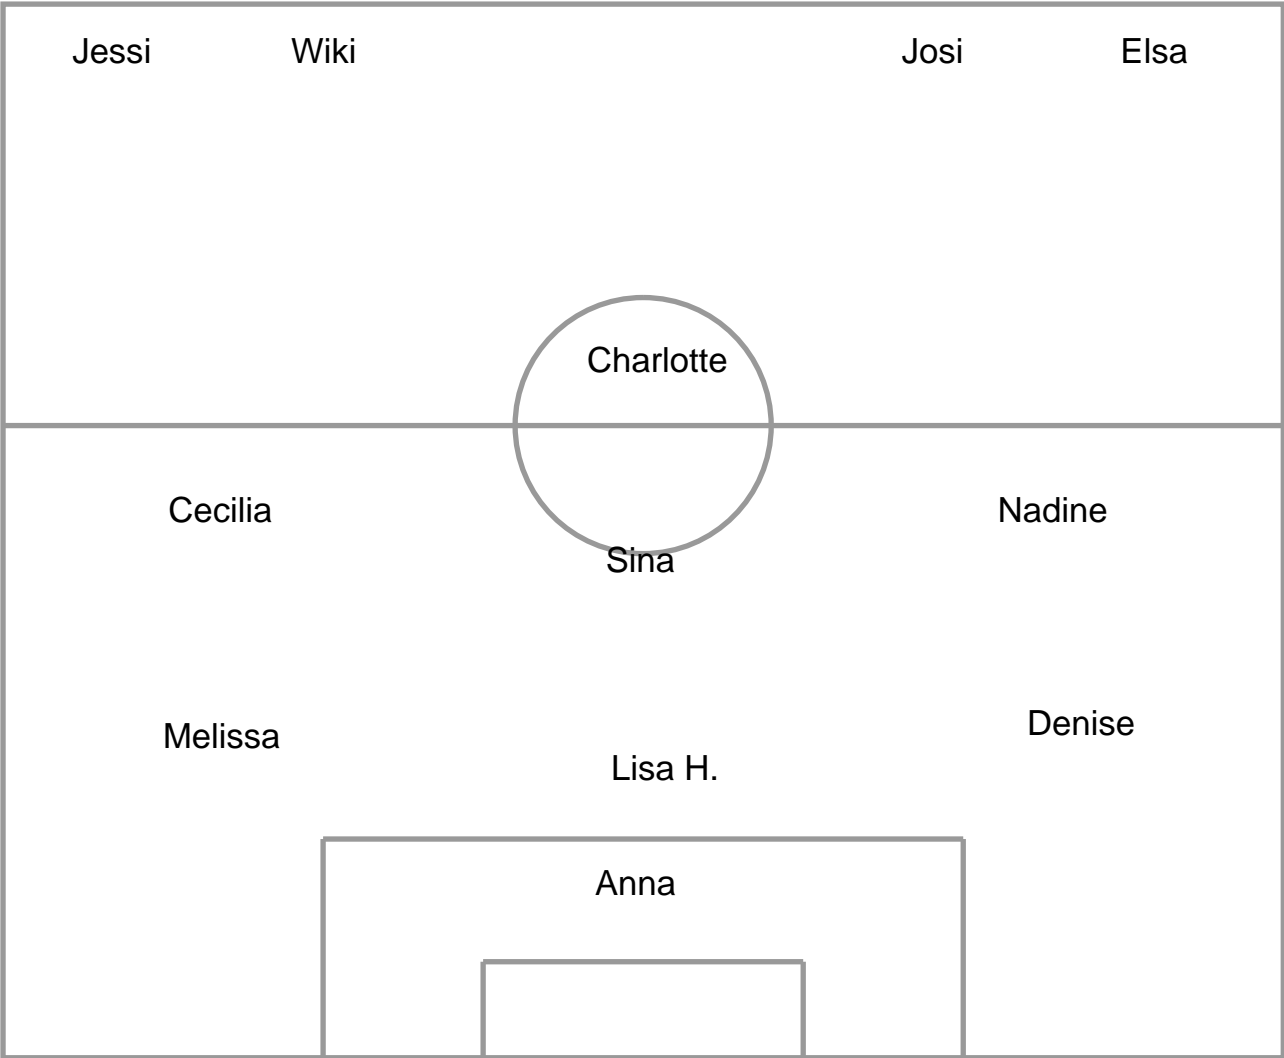 Jessi Wiki Josi Elsa
Charlotte
Cecilia Nadine
Sina
Denise
Melissa
Lisa H.
Anna